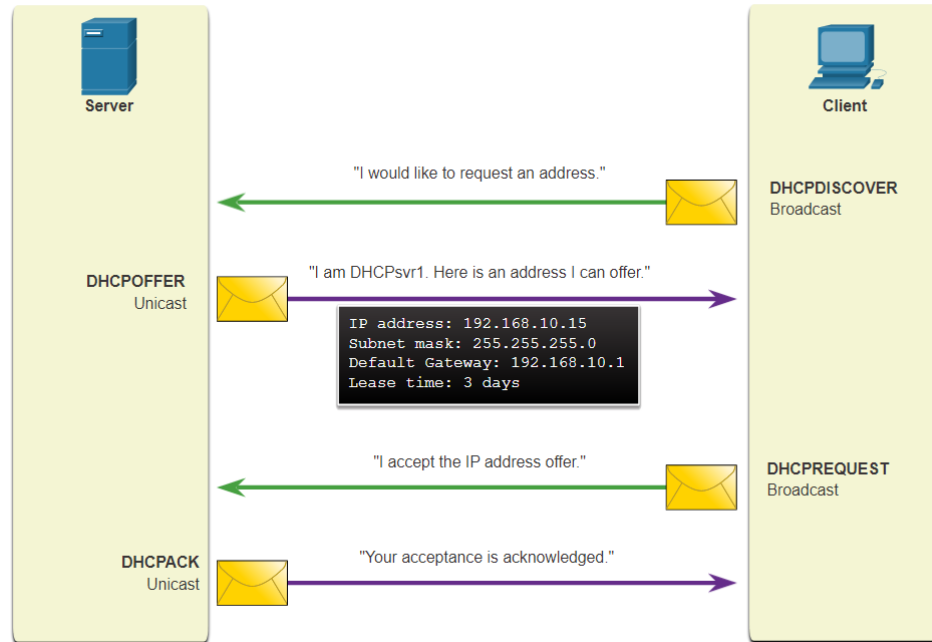 Server
Client
"I would like to request an address."
DHCPDISCOVER
Broadcast
"I am DHCPsvr1. Here is an address I can offer."
DHCPOFFER
Unicast
IP address: 192.168.10.15
Subnet mask: 255.255.255.0
Default Gateway: 192.168.10.1
Lease time: 3 days
"I accept the IP address offer."
DHCPREQUEST
Broadcast
"Your acceptance is acknowledged."
DHCPACK
Unicast